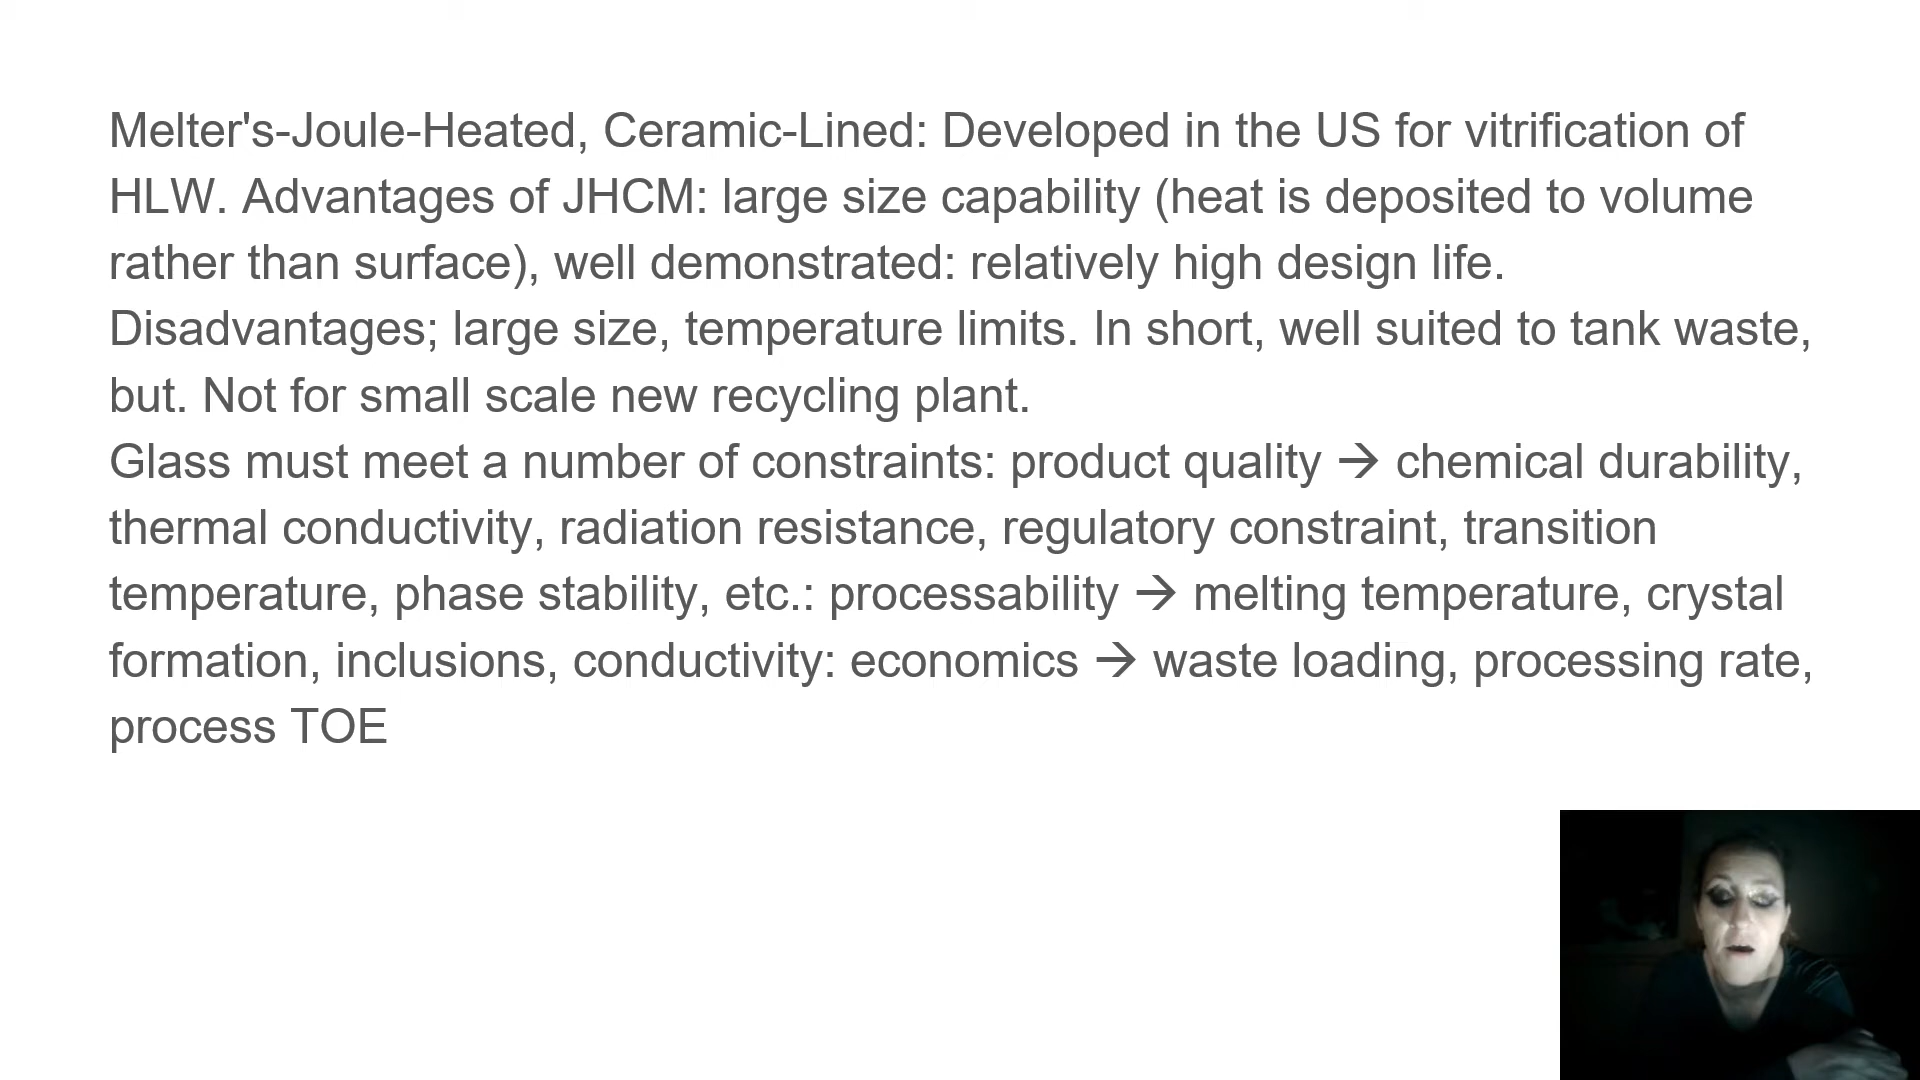 Melter's-Joule-Heated, Ceramic-Lined: Developed in the US for vitrification of
HLW. Advantages of JHCM: large size capability (heat is deposited to volume
rather than surface), well demonstrated: relatively high design life.
Disadvantages; large size, temperature limits. In short, well suited to tank waste,
but. Not for small scale new recycling plant.
Glass must meet a number of constraints: product quality → chemical durability,
thermal conductivity, radiation resistance, regulatory constraint, transition
temperature, phase stability, etc.: processability → melting temperature, crystal
formation, inclusions, conductivity: economics → waste loading, processing rate,
process TOE